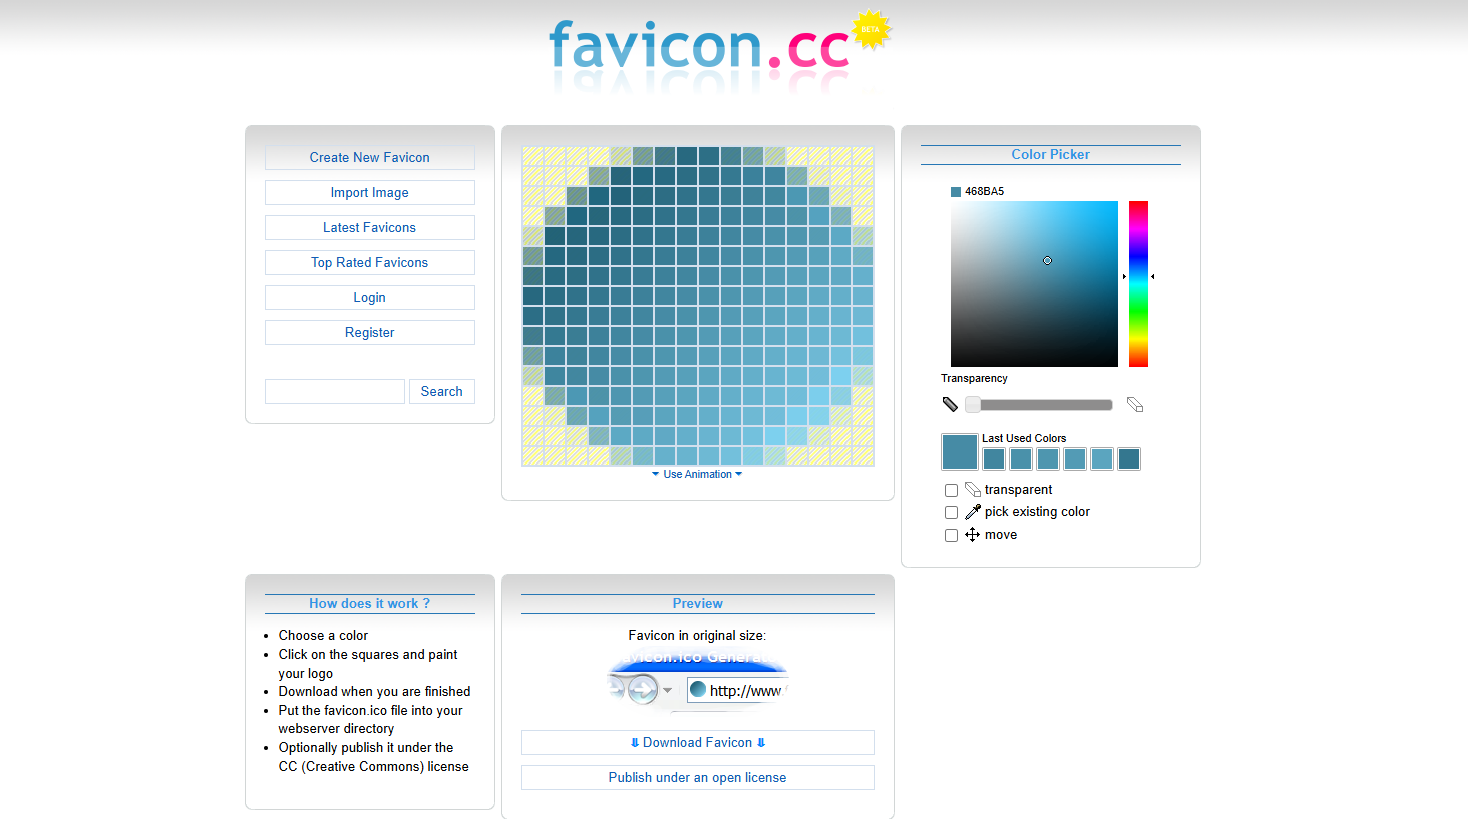 favicon.cc
BETA
Create New Favicon
Import Image
Latest Favicons
Top Rated Favicons
Login
Register
Search
Use Animation
Color Picker
468BA5
Transparency
Last Used Colors
transparent
pick existing color
move
How does it work ?
Choose a color
Click on the squares and paint
your logo
Download when you are finished
Put the favicon.ico file into your
webserver directory
Optionally publish it under the
CC (Creative Commons) license
Preview
Favicon in original size:
http://www.
⇓ Download Favicon ⇓
Publish under an open license